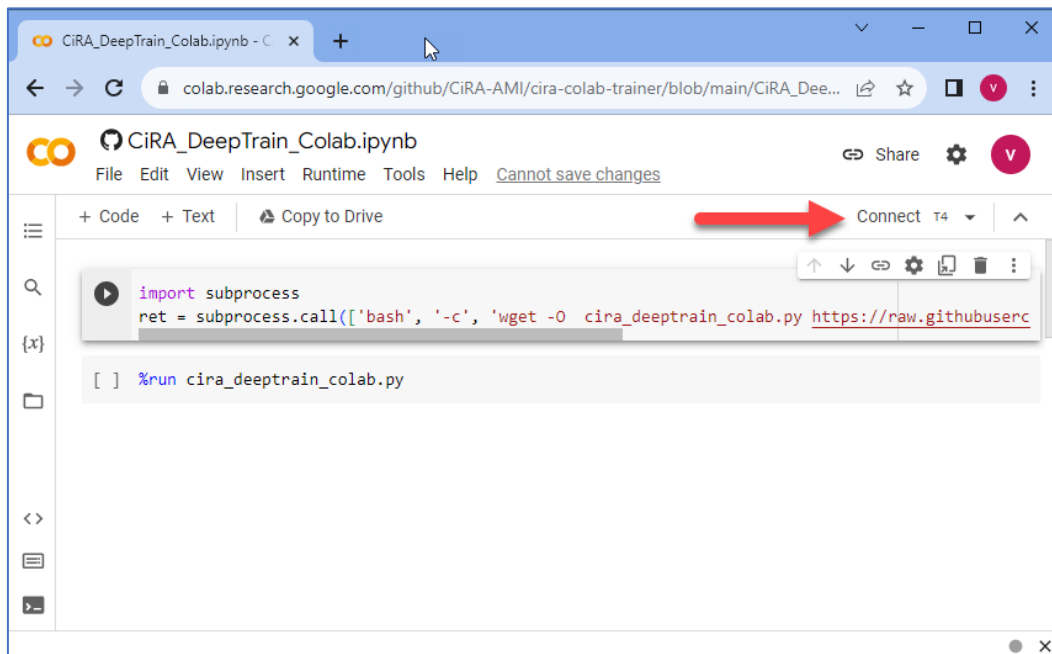 CiRA_DeepTrain_Colab.ipynb - C
colab.research.google.com/github/CiRA-AMI/cira-colab-trainer/blob/main/CiRA_Dee...
V
CiRA_DeepTrain_Colab.ipynb
Share
V
File Edit View Insert Runtime Tools Help Cannot save changes
+ Code + Text Copy to Drive Connect T4
import subprocess
ret = subprocess.call(['bash', '-c', 'wget -O  cira_deeptrain_colab.py https://raw.githubuserc
{x}
[ ] %run cira_deeptrain_colab.py